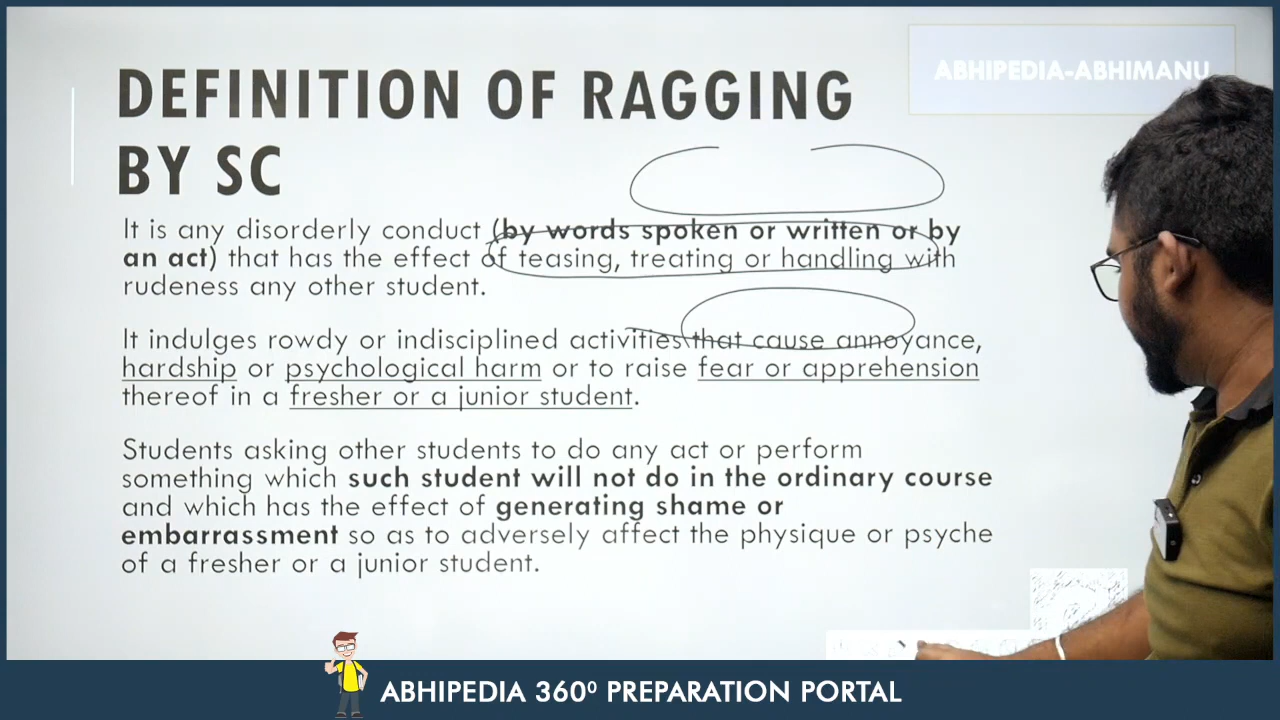 ABHIPEDIA-ABHIMANU
DEFINITION OF RAGGING
BY SC
It is any disorderly conduct (by words spoken or written or by
an act) that has the effect of teasing, treating or handling with
rudeness any other student.
It indulges rowdy or indisciplined activities that cause annoyance,
hardship or psychological harm or to raise fear or apprehension
thereof in a fresher or a junior student.
Students asking other students to do any act or perform
something which such student will not do in the ordinary course
and which has the effect of generating shame or
embarrassment so as to adversely affect the physique or psyche
of a fresher or a junior student.
ABHIPEDIA 360⁰ PREPARATION PORTAL